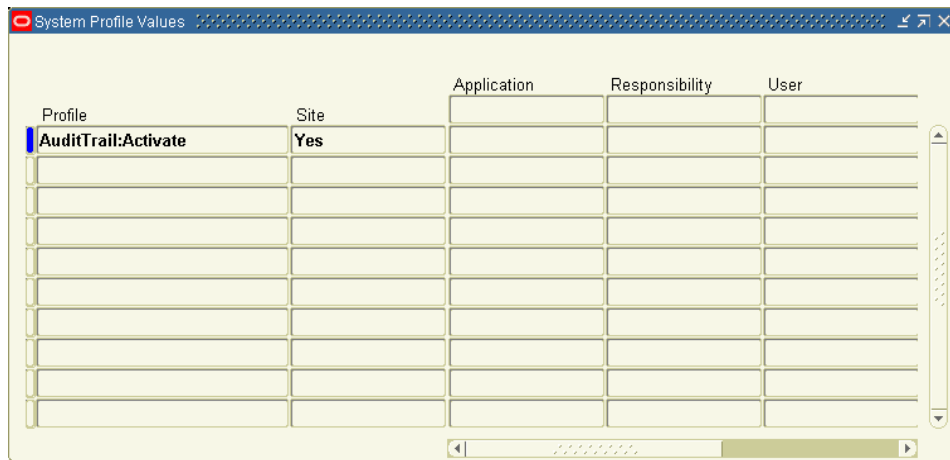 System Profile Values
Application Responsibility User
Profile Site
AuditTrail:Activate Yes